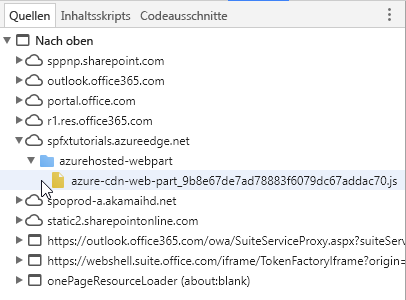 Quellen Inhaltsskripts Codeausschnitte
Nach oben
sppnp.sharepoint.com
outlook.office365.com
portal.office.com
r1.res.office365.com
spfxtutorials.azureedge.net
azurehosted-webpart
azure-cdn-web-part_9b8e67de7ad78883f6079dc67addac70.js
spoprod-a.akamaihd.net
static2.sharepointonline.com
https://outlook.office365.com/owa/SuiteServiceProxy.aspx?suiteServ
https://webshell.suite.office.com/iframe/TokenFactoryIframe?origin=
onePageResourceLoader (about:blank)